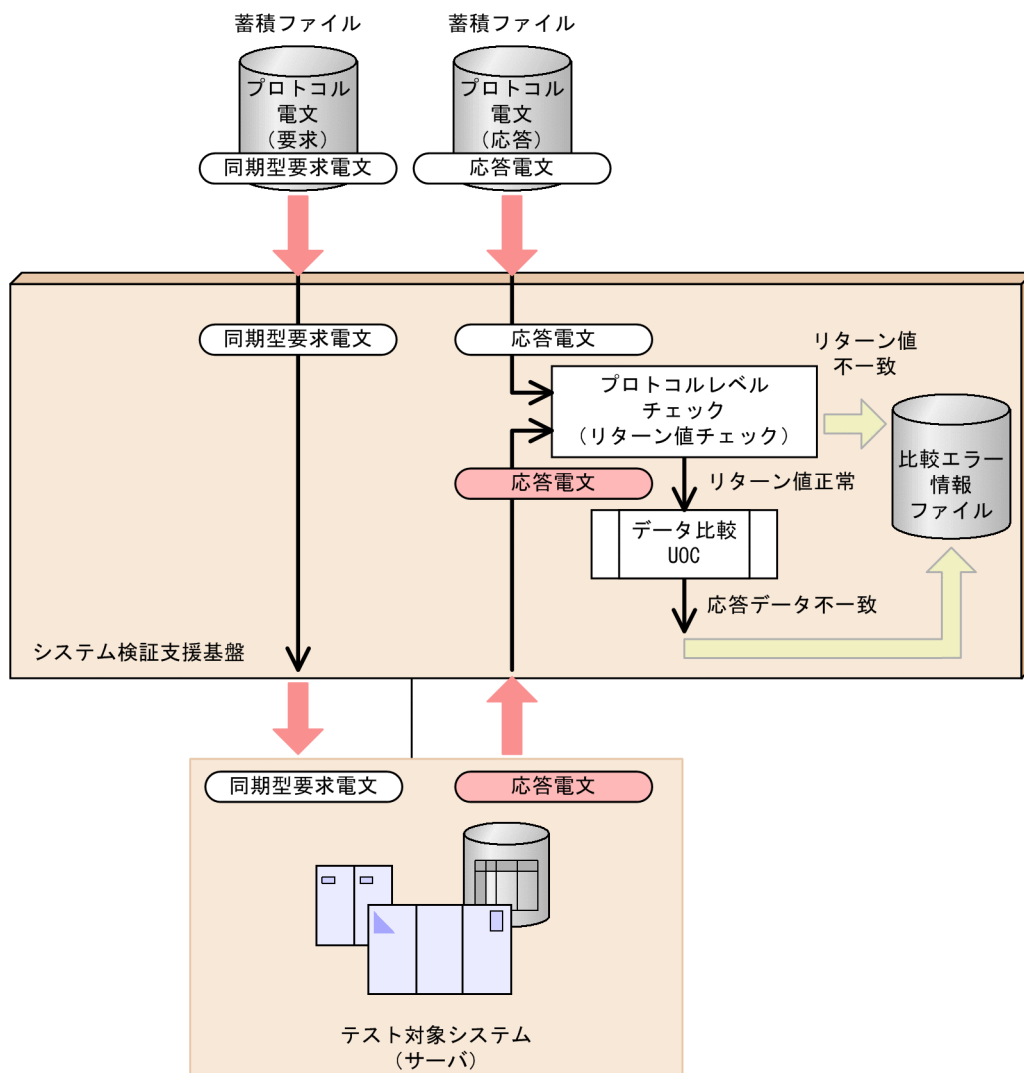 蓄積ファイル
蓄積ファイル
プロトコル
電文
（要求）
プロトコル
電文
（応答）
同期型要求電文
応答電文
同期型要求電文
応答電文
リターン値
不一致
プロトコルレベル
チェック
（リターン値チェック）
比較エラー
情報
ファイル
応答電文
リターン値正常
データ比較
UOC
応答データ不一致
システム検証支援基盤
同期型要求電文
応答電文
テスト対象システム
（サーバ）